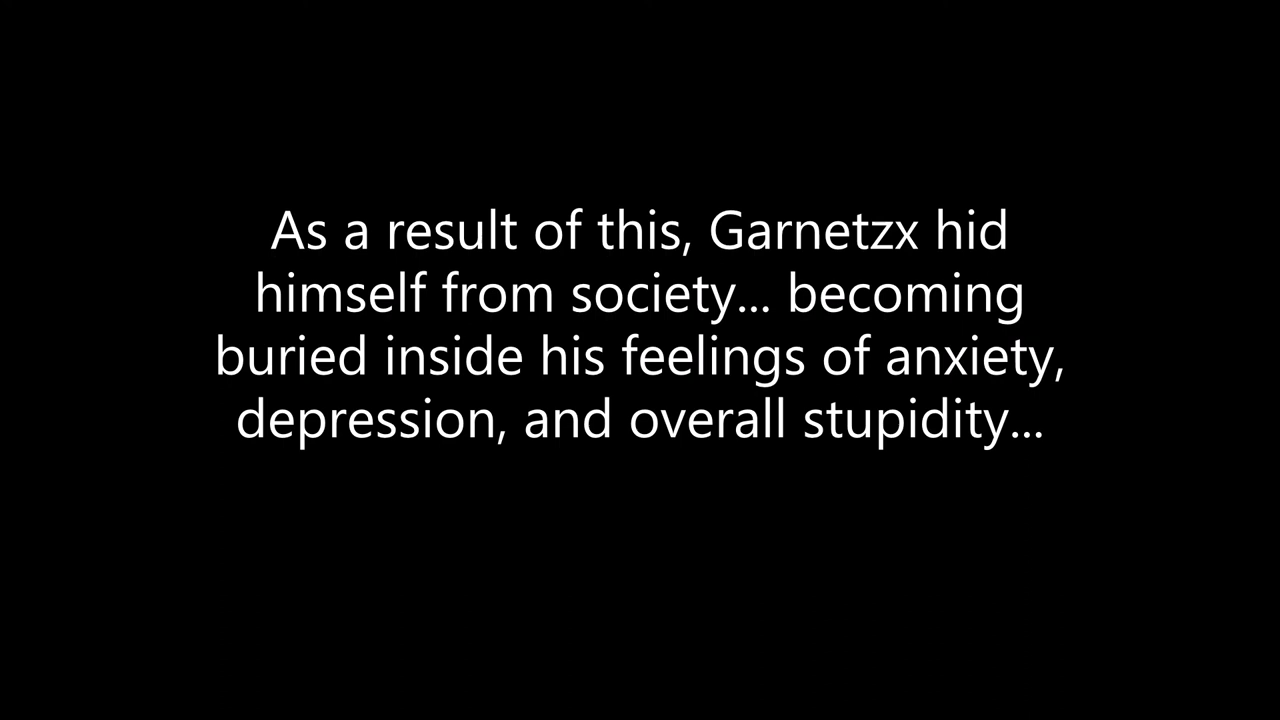 As a result of this, Garnetzx hid
himself from society... becoming
buried inside his feelings of anxiety,
depression, and overall stupidity...